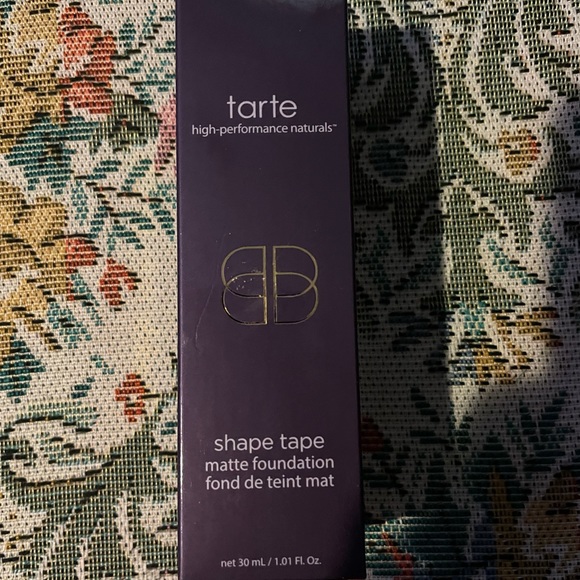 tarte
high-performance naturals™
shape tape
matte foundation
fond de teint mat
net 30 mL / 1.01 Fl. Oz.